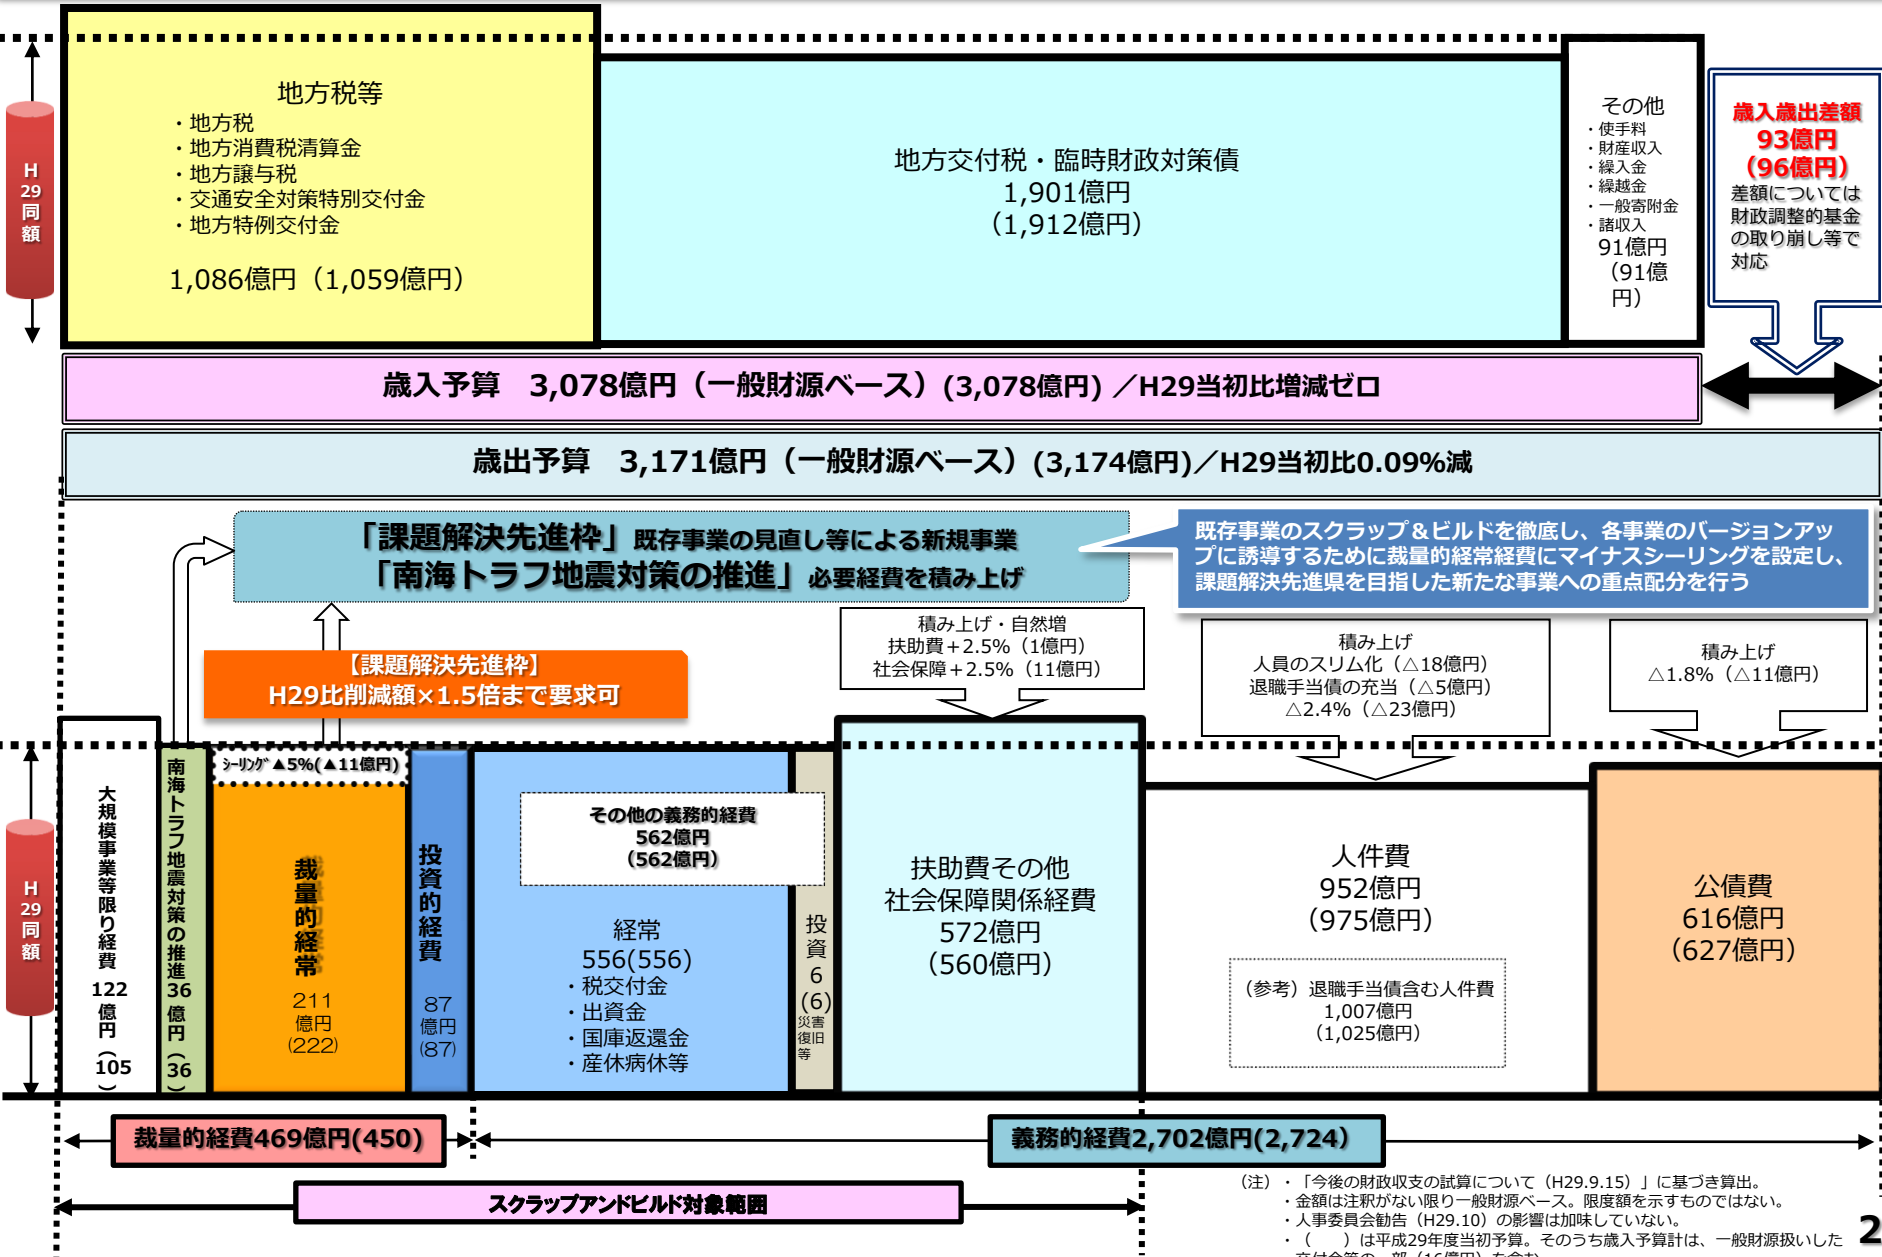 地方税等
・地方税
・地方消費税清算金
・地方譲与税
・交通安全対策特別交付金
・地方特例交付金
1,086億円（1,059億円）
地方交付税・臨時財政対策債
1,901億円
（1,912億円）
その他
・使手料
・財産収入
・繰入金
・繰越金
・一般寄附金
・諸収入
91億円
（91億
円）
歳入歳出差額
93億円
（96億円）
差額については
財政調整的基金
の取り崩し等で
対応
H
29
同
額
歳入予算　3,078億円（一般財源ベース）(3,078億円) ／H29当初比増減ゼロ
歳出予算　3,171億円（一般財源ベース）(3,174億円)／H29当初比0.09%減
「課題解決先進枠」既存事業の見直し等による新規事業
「南海トラフ地震対策の推進」必要経費を積み上げ
既存事業のスクラップ＆ビルドを徹底し、各事業のバージョンアッ
プに誘導するために裁量的経常経費にマイナスシーリングを設定し、
課題解決先進県を目指した新たな事業への重点配分を行う
【課題解決先進枠】
H29比削減額×1.5倍まで要求可
積み上げ・自然増
扶助費＋2.5%（1億円）
社会保障＋2.5%（11億円）
積み上げ
人員のスリム化（△18億円）
退職手当債の充当（△5億円）
△2.4%（△23億円）
積み上げ
△1.8%（△11億円）
H
29
同
額
大規模事業等限り経費
122
億円
（
105
）
南海トラフ地震対策の推進
36
億円
（
36
）
ｼｰﾘﾝｸﾞ▲5%(▲11億円)
裁量的経常
211
億円
(222)
投資的経費
87
億円
(87)
その他の義務的経費
562億円
（562億円）
経常
556(556)
・税交付金
・出資金
・国庫返還金
・産休病休等
投
資
6
(6)
災害
復旧
等
扶助費その他
社会保障関係経費
572億円
（560億円）
人件費
952億円
（975億円）
（参考）退職手当債含む人件費
1,007億円
（1,025億円）
公債費
616億円
（627億円）
裁量的経費469億円(450)
義務的経費2,702億円(2,724）
スクラップアンドビルド対象範囲
（注）・「今後の財政収支の試算について（H29.9.15）」に基づき算出。
・金額は注釈がない限り一般財源ベース。限度額を示すものではない。
・人事委員会勧告（H29.10）の影響は加味していない。
・（　　）は平成29年度当初予算。そのうち歳入予算計は、一般財源扱いした
交付金等の一部（16億円）を含む
2